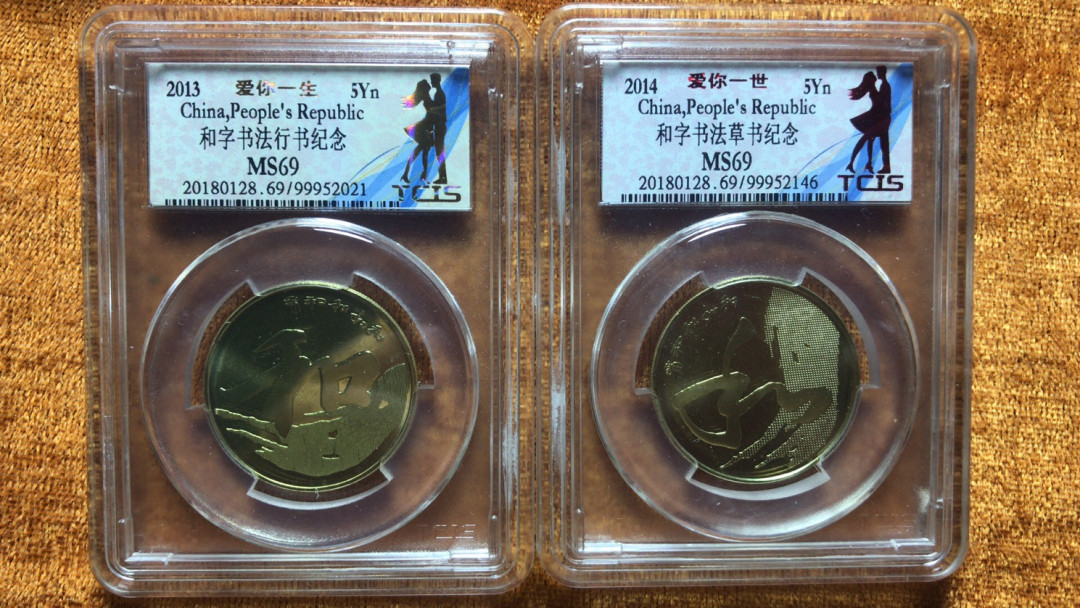 2013 爱你一生 5Yn
China,People's Republic
和字书法行书纪念
MS69
20180128.69/99952021
TCIS
2014 爱你一世 5Yn
China,People's Republic
和字书法草书纪念
MS69
20180128.69/99952146
TCIS